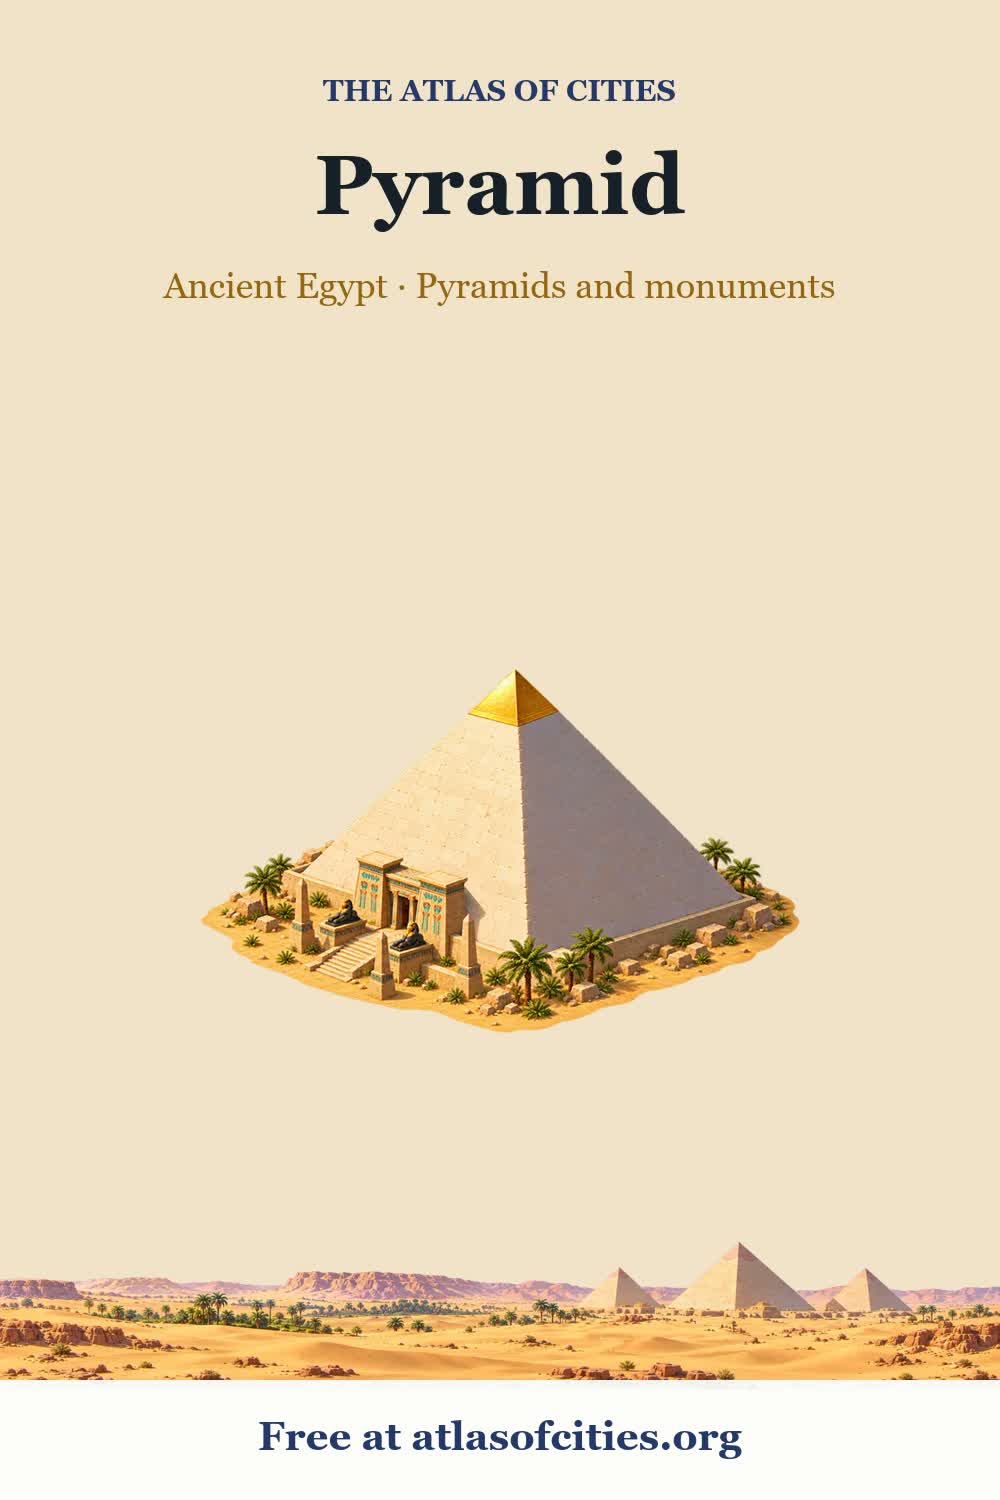 THE ATLAS OF CITIES
Pyramid
Ancient Egypt · Pyramids and monuments
Free at atlasofcities.org